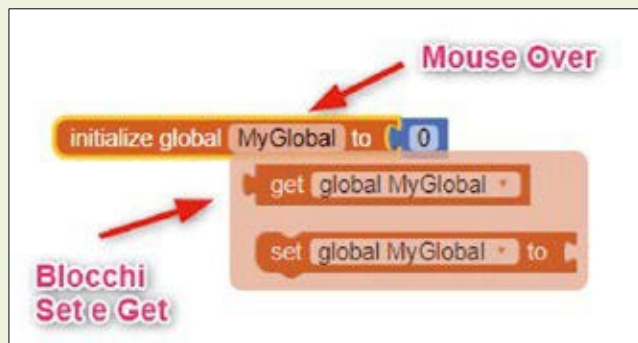 Mouse Over
initialize global MyGlobal to 0
get global MyGlobal
set global MyGlobal to
Blocchi
Set e Get